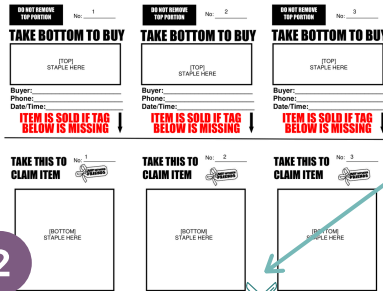 DO NOT REMOVE
TOP PORTION
No: 1
TAKE BOTTOM TO BUY
[TOP]
STAPLE HERE
Buyer:
Phone:
Date/Time:
ITEM IS SOLD IF TAG
BELOW IS MISSING
DO NOT REMOVE
TOP PORTION
No: 2
TAKE BOTTOM TO BUY
[TOP]
STAPLE HERE
Buyer:
Phone:
Date/Time:
ITEM IS SOLD IF TAG
BELOW IS MISSING
DO NOT REMOVE
TOP PORTION
No: 3
TAKE BOTTOM TO BUY
[TOP]
STAPLE HERE
Buyer:
Phone:
Date/Time:
ITEM IS SOLD IF TAG
BELOW IS MISSING
TAKE THIS TO
CLAIM ITEM
No: 1
FRIENDS
[BOTTOM]
STAPLE HERE
TAKE THIS TO
CLAIM ITEM
No: 2
FRIENDS
[BOTTOM]
STAPLE HERE
TAKE THIS TO
CLAIM ITEM
No: 3
FRIENDS
[BOTTOM]
STAPLE HERE
2